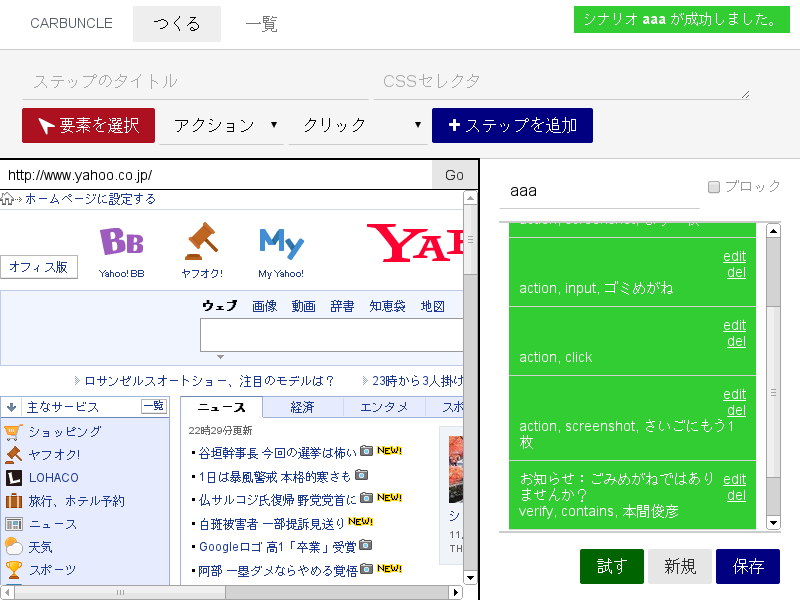 CARBUNCLE つくる 一覧
シナリオ aaa が成功しました。
ステップのタイトル CSSセレクタ
要素を選択 アクション クリック ステップを追加
http://www.yahoo.co.jp/ Go
ホームページに設定する
オフィス版
Yahoo! BB ヤフオク! My Yahoo!
ウェブ 画像 動画 辞書 知恵袋 地図
ロサンゼルスオートショー、注目のモデルは? 23時から3人掛け
主なサービス 一覧
ショッピング
ヤフオク!
LOHACO
旅行、ホテル予約
ニュース
天気
スポーツ
ニュース 経済 エンタメ スポ
22時29分更新
谷垣幹事長 今回の選挙は怖い NEW!
1日は暴風警戒 本格的寒さも
仏サルコジ氏復帰 野党党首に NEW!
白斑被害者 一部提訴見送り NEW!
Googleロゴ 高1「卒業」受賞
阿部 一塁ダメならやめる覚悟 NEW!
シ
11,
TH
aaa ブロック
edit
del
action, input, ゴミめがね
edit
del
action, click
edit
del
action, screenshot, さいごにもう1
枚
お知らせ:ごみめがねではあり
ませんか?
edit
del
verify, contains, 本間俊彦
試す 新規 保存